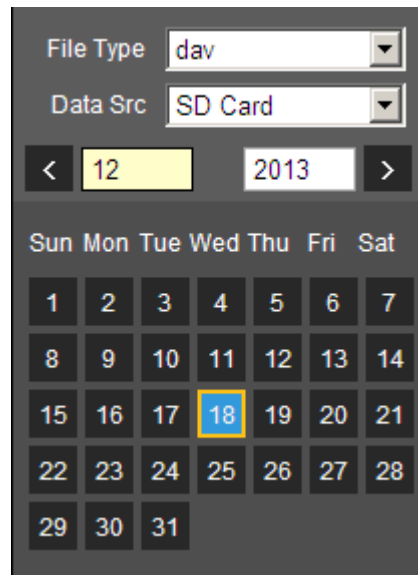 File Type dav
Data Src SD Card
< 12 2013 >
Sun Mon Tue Wed Thu Fri Sat
1 2 3 4 5 6 7
8 9 10 11 12 13 14
15 16 17 18 19 20 21
22 23 24 25 26 27 28
29 30 31